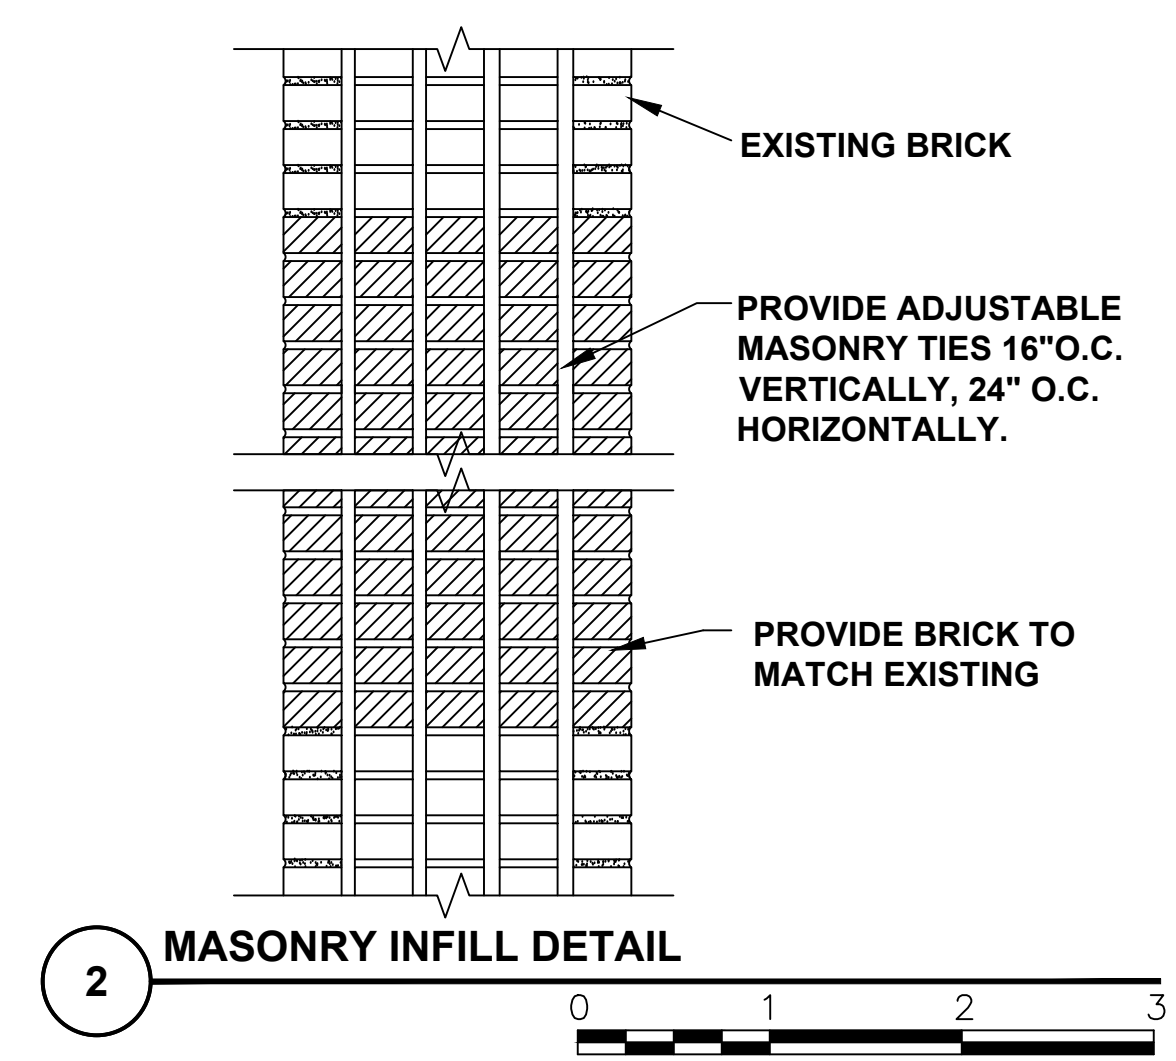 EXISTING BRICK
PROVIDE ADJUSTABLE
MASONRY TIES 16"O.C.
VERTICALLY, 24" O.C.
HORIZONTALLY.
PROVIDE BRICK TO
MATCH EXISTING
2
MASONRY INFILL DETAIL
0 1 2 3